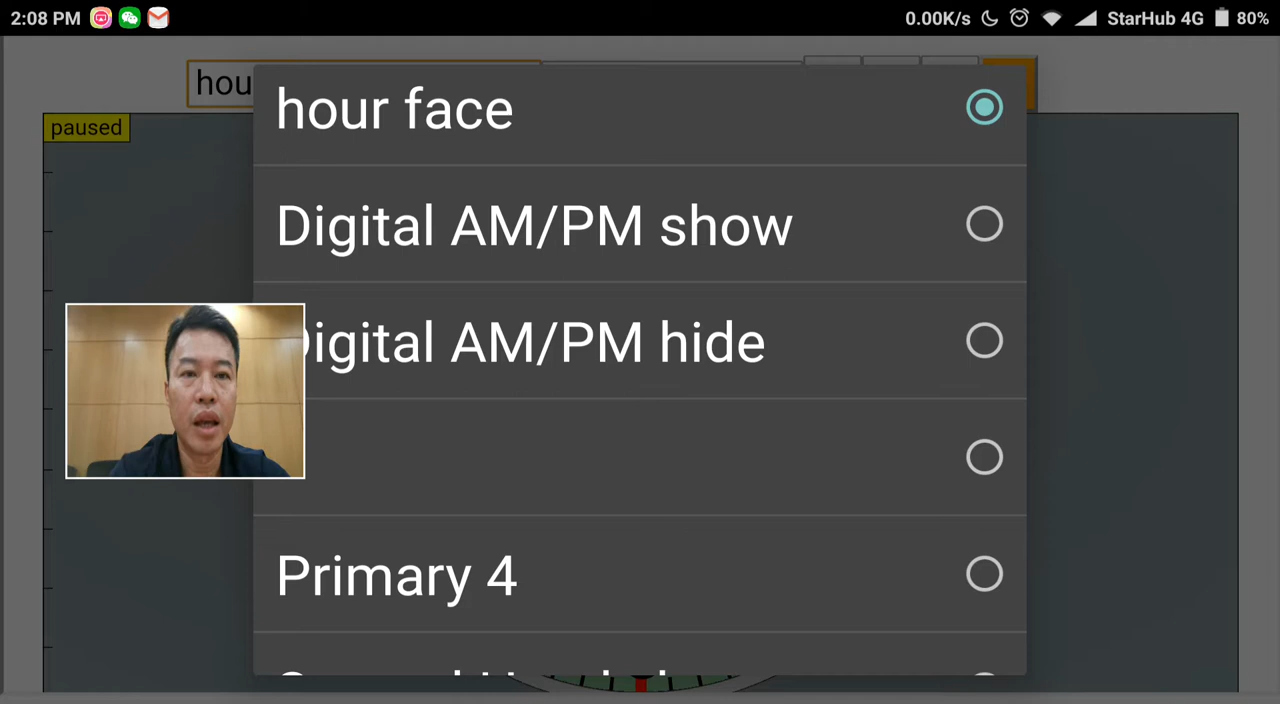 2:08 PM 0.00K/s StarHub 4G 80%
hou
paused
hour face
Digital AM/PM show
Digital AM/PM hide
Primary 4